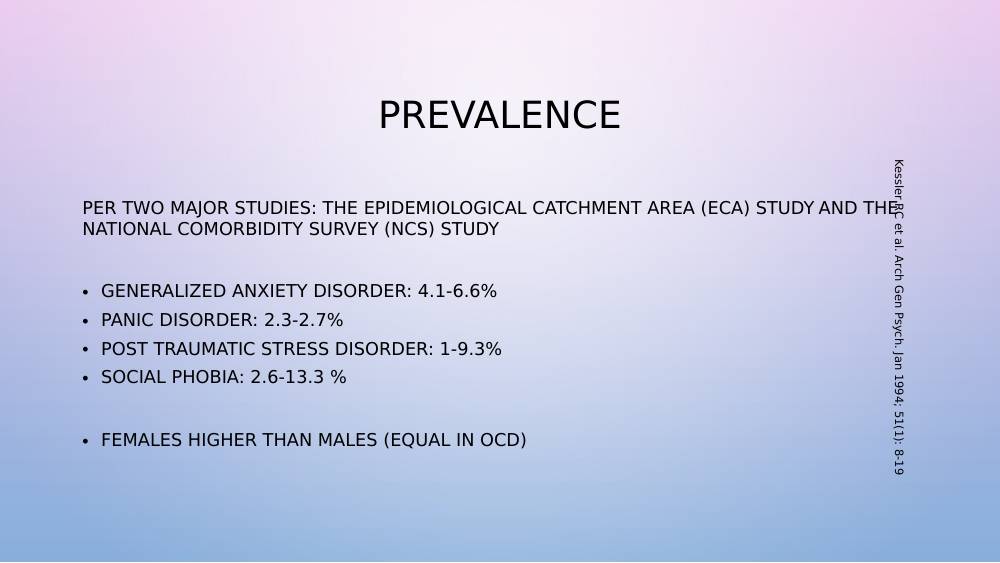 PREVALENCE
PER TWO MAJOR STUDIES: THE EPIDEMIOLOGICAL CATCHMENT AREA (ECA) STUDY AND THE
NATIONAL COMORBIDITY SURVEY (NCS) STUDY
• GENERALIZED ANXIETY DISORDER: 4.1-6.6%
• PANIC DISORDER: 2.3-2.7%
• POST TRAUMATIC STRESS DISORDER: 1-9.3%
• SOCIAL PHOBIA: 2.6-13.3 %
• FEMALES HIGHER THAN MALES (EQUAL IN OCD)
Kessler RC et al. Arch Gen Psych. Jan 1994; 51(1): 8-19